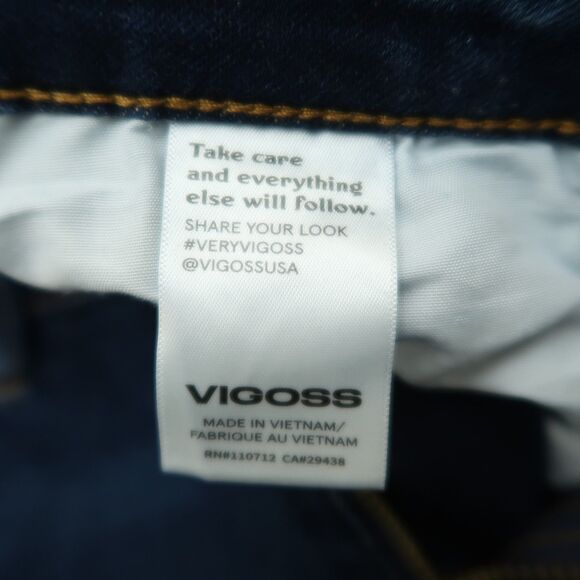 Take care
and everything
else will follow.
SHARE YOUR LOOK
#VERYVIGOSS
@VIGOSSUSA
VIGOSS
MADE IN VIETNAM/
FABRIQUE AU VIETNAM
RN#110712 CA#29438